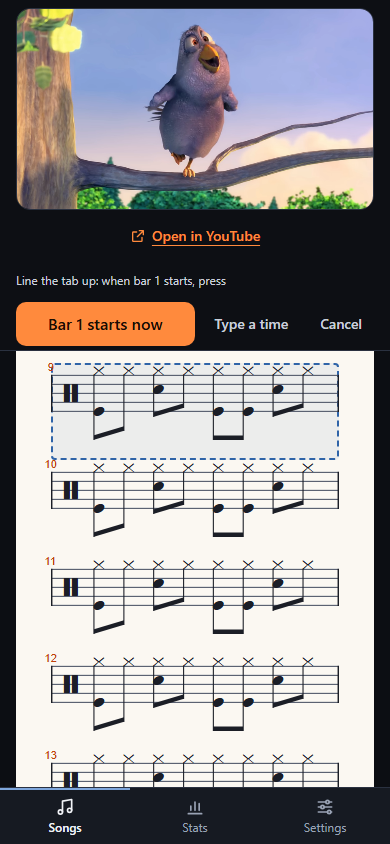 Open in YouTube
Line the tab up: when bar 1 starts, press
Bar 1 starts now
Type a time
Cancel
9
10
11
12
13
Songs
Stats
Settings